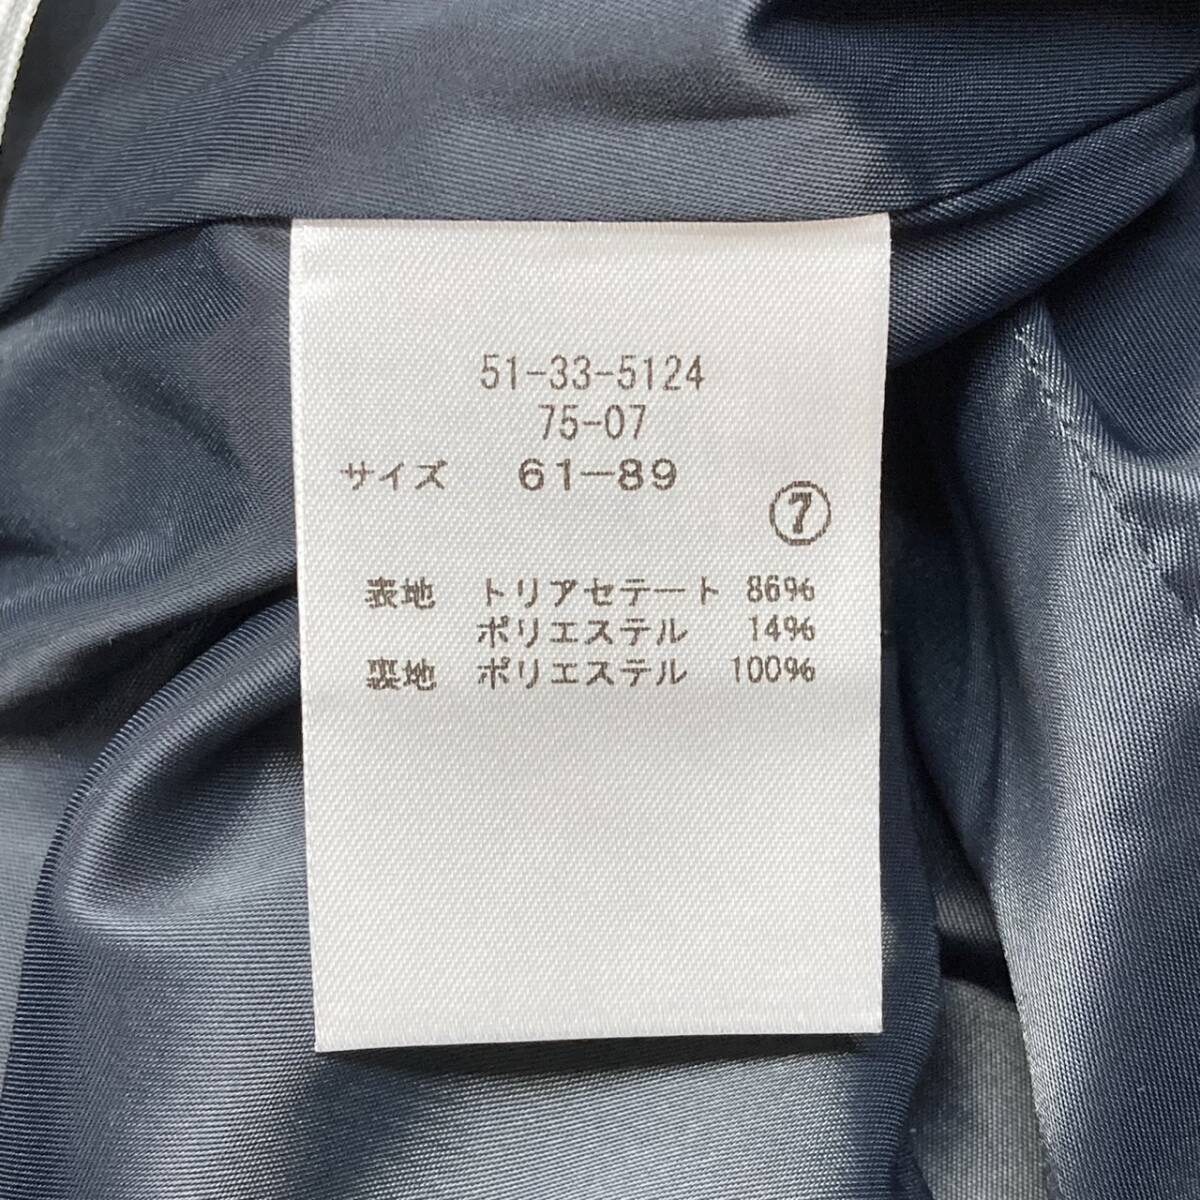 51-33-5124
75-07
サイズ 61-89
⑦
表地 トリアセテート 86%
ポリエステル 14%
裏地 ポリエステル 100%